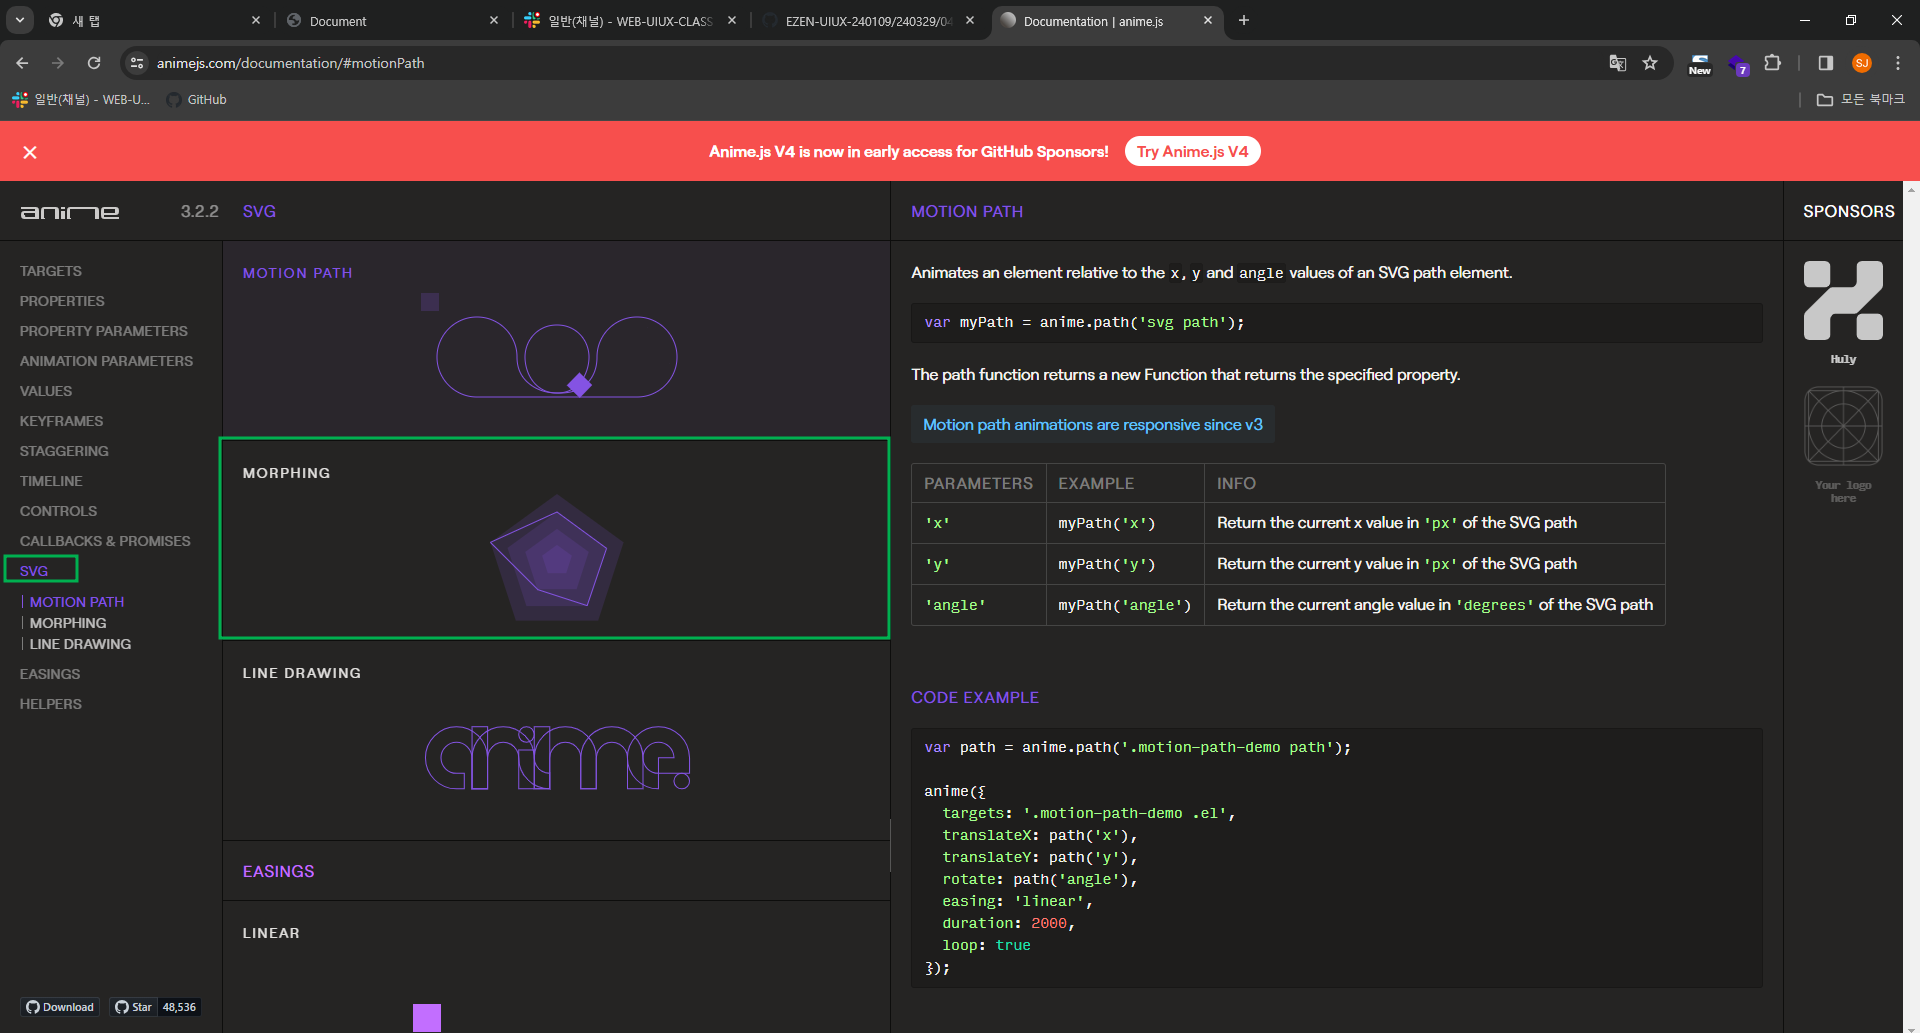 새 탭
Document
일반(채널) - WEB-UIUX-CLASS
EZEN-UIUX-240109/240329/04
Documentation | anime.js
animejs.com/documentation/#motionPath
New
7
SJ
일반(채널) - WEB-U...
GitHub
모든 북마크
Anime.js V4 is now in early access for GitHub Sponsors!
Try Anime.js V4
anime
3.2.2
SVG
MOTION PATH
SPONSORS
TARGETS
PROPERTIES
PROPERTY PARAMETERS
ANIMATION PARAMETERS
VALUES
KEYFRAMES
STAGGERING
TIMELINE
CONTROLS
CALLBACKS & PROMISES
SVG
MOTION PATH
MORPHING
LINE DRAWING
EASINGS
HELPERS
Download
Star
48,536
MOTION PATH
MORPHING
LINE DRAWING
anime.
EASINGS
LINEAR
Animates an element relative to the x, y and angle values of an SVG path element.
var myPath = anime.path('svg path');
The path function returns a new Function that returns the specified property.
Motion path animations are responsive since v3
PARAMETERS EXAMPLE INFO
'x' myPath('x') Return the current x value in 'px' of the SVG path
'y' myPath('y') Return the current y value in 'px' of the SVG path
'angle' myPath('angle') Return the current angle value in 'degrees' of the SVG path
CODE EXAMPLE
var path = anime.path('.motion-path-demo path');
anime({
targets: '.motion-path-demo .el',
translateX: path('x'),
translateY: path('y'),
rotate: path('angle'),
easing: 'linear',
duration: 2000,
loop: true
});
Huly
Your logo
here